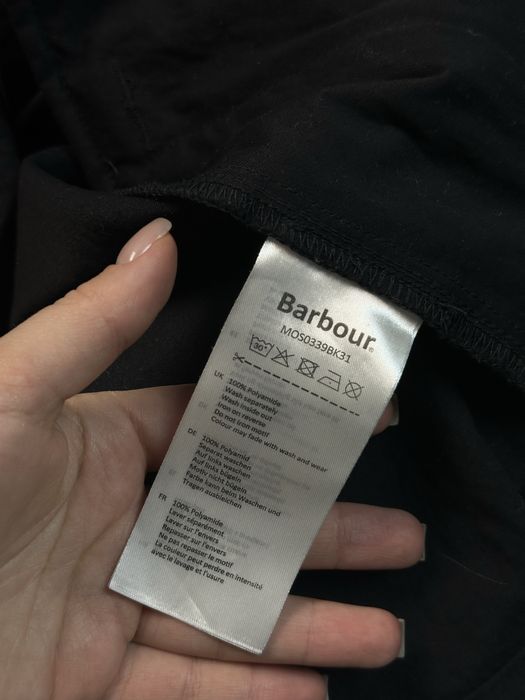 Barbour
MOS0339BK31
30°
UK 100% Polyamide
Wash separately
Wash inside out
Iron on reverse
Do not iron motif
Colour may fade with wash and wear
DE 100% Polyamid
Separat waschen
Auf links waschen
Auf links bügeln
Motiv nicht bügeln
Farbe kann beim Waschen und
Tragen ausbleichen
FR 100% Polyamide
Laver séparément
Laver sur l'envers
Repasser sur l'envers
Ne pas repasser le motif
La couleur peut perdre en intensité
avec le lavage et l'usure